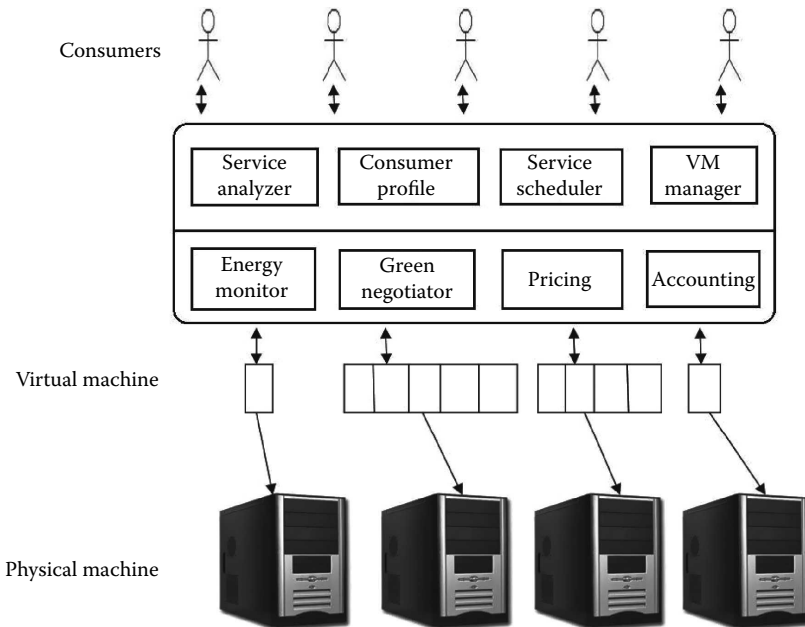 Consumers
Service
analyzer
Consumer
profile
Service
scheduler
VM
manager
Energy
monitor
Green
negotiator
Pricing
Accounting
Virtual machine
Physical machine